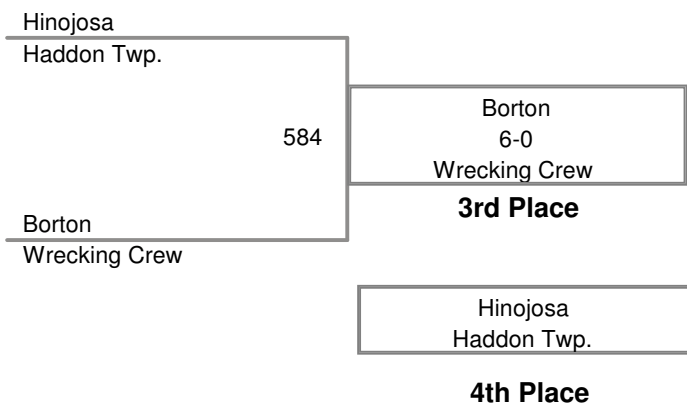 Hinojosa
Haddon Twp.
584
Borton
6-0
Wrecking Crew
3rd Place
Borton
Wrecking Crew
Hinojosa
Haddon Twp.
4th Place